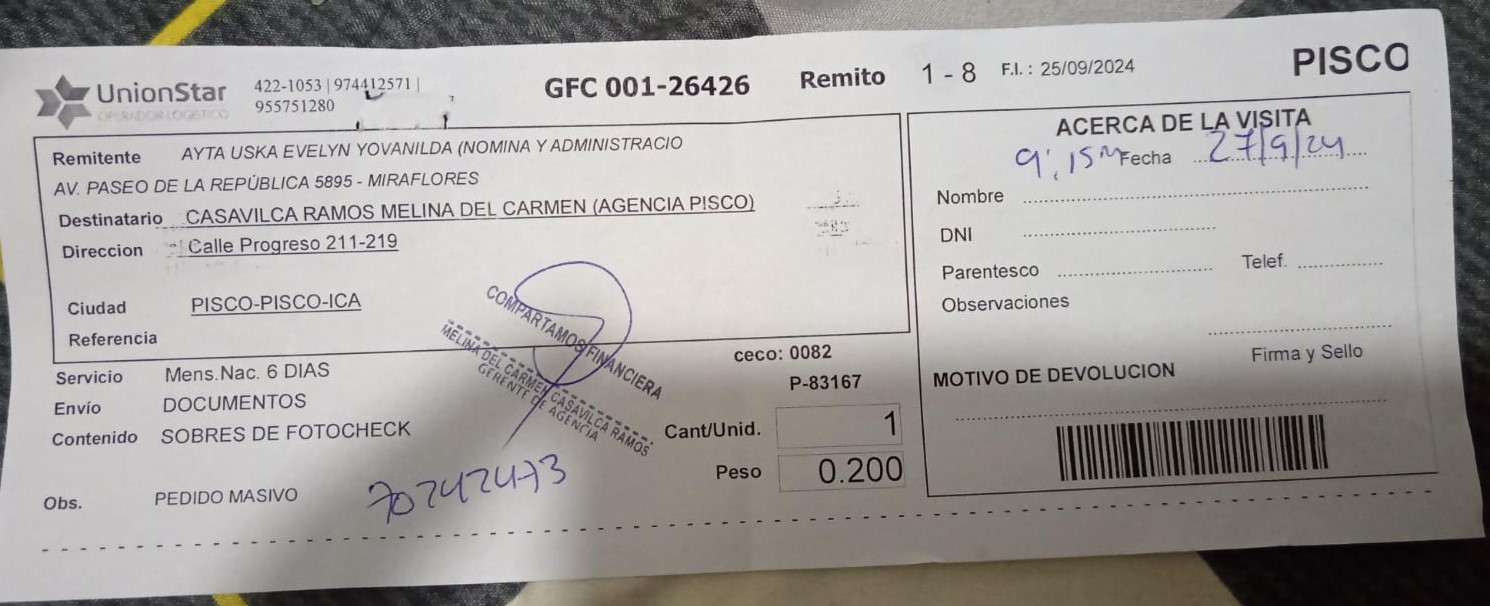 UnionStar
OPERADOR LOGÍSTICO
422-1053 | 974412571 |
955751280
GFC 001-26426
Remito 1 - 8 F.I. : 25/09/2024
PISCO
Remitente AYTA USKA EVELYN YOVANILDA (NOMINA Y ADMINISTRACIO
AV. PASEO DE LA REPÚBLICA 5895 - MIRAFLORES
Destinatario CASAVILCA RAMOS MELINA DEL CARMEN (AGENCIA PISCO)
Direccion Calle Progreso 211-219
Ciudad PISCO-PISCO-ICA
Referencia
Servicio Mens.Nac. 6 DIAS
Envío DOCUMENTOS
Contenido SOBRES DE FOTOCHECK
Obs. PEDIDO MASIVO
COMPARTAMOS FINANCIERA
MELINA DEL CARMEN CASAVILCA RAMOS
GERENTE DE AGENCIA
70242473
ceco: 0082
P-83167
Cant/Unid. 1
Peso 0.200
ACERCA DE LA VISITA
9:15 Fecha 27/9/24
Nombre
DNI
Parentesco Telef.
Observaciones
Firma y Sello
MOTIVO DE DEVOLUCION